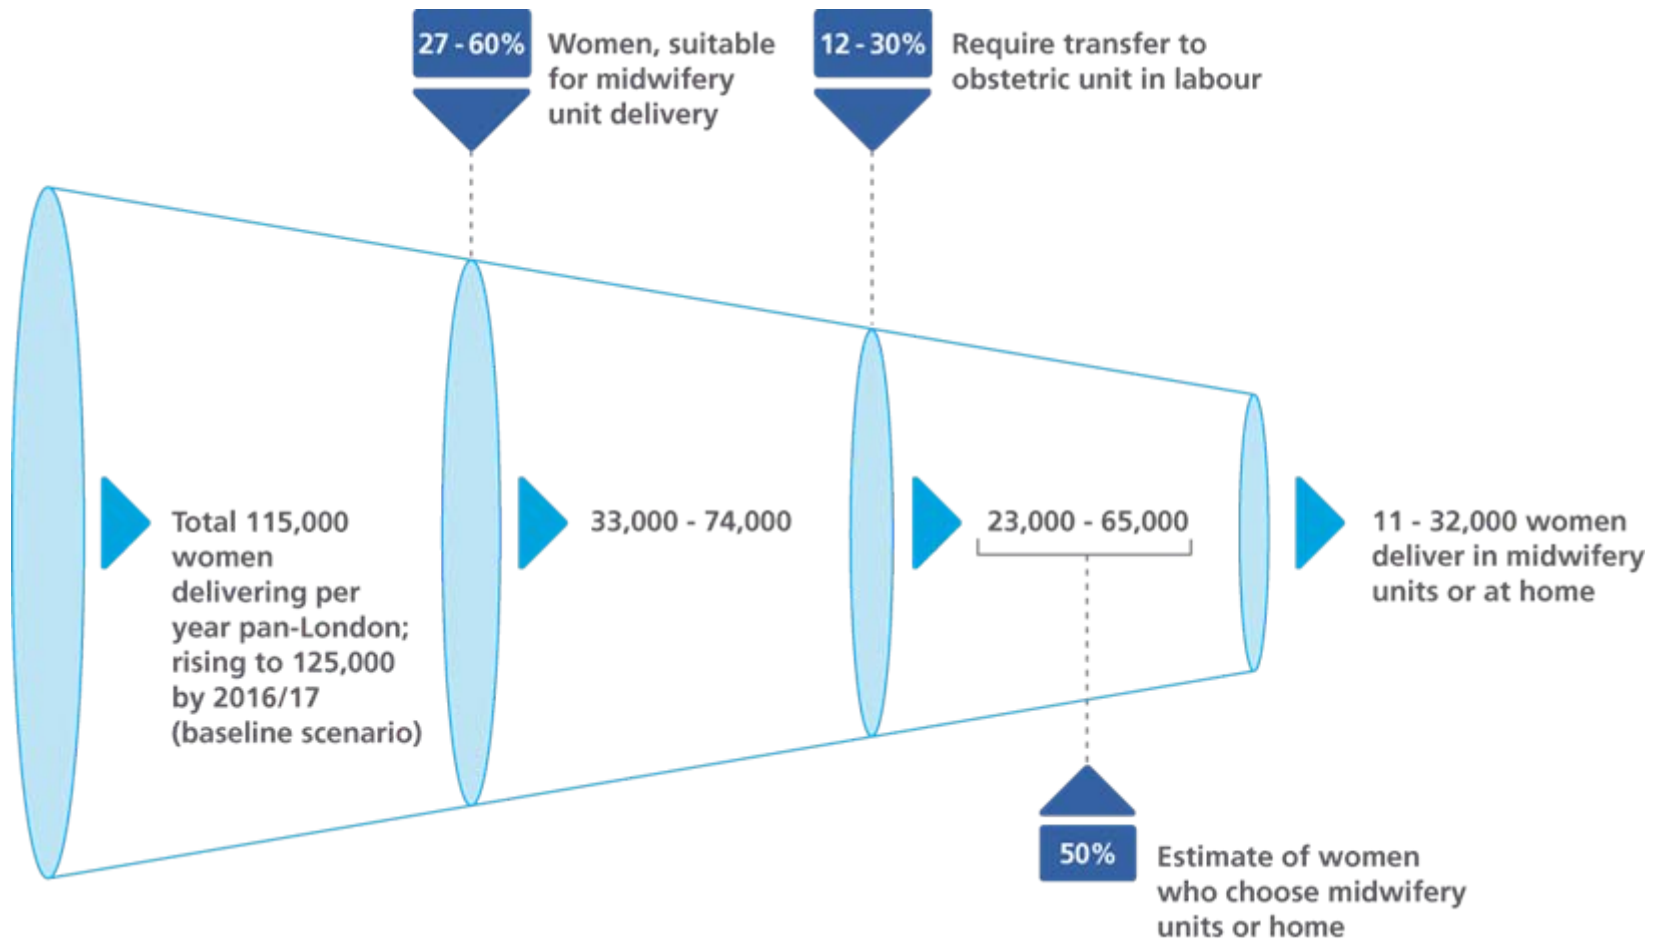 27 - 60%
Women, suitable
for midwifery
unit delivery
12 - 30%
Require transfer to
obstetric unit in labour
Total 115,000
women
delivering per
year pan-London;
rising to 125,000
by 2016/17
(baseline scenario)
33,000 - 74,000
23,000 - 65,000
11 - 32,000 women
deliver in midwifery
units or at home
50%
Estimate of women
who choose midwifery
units or home